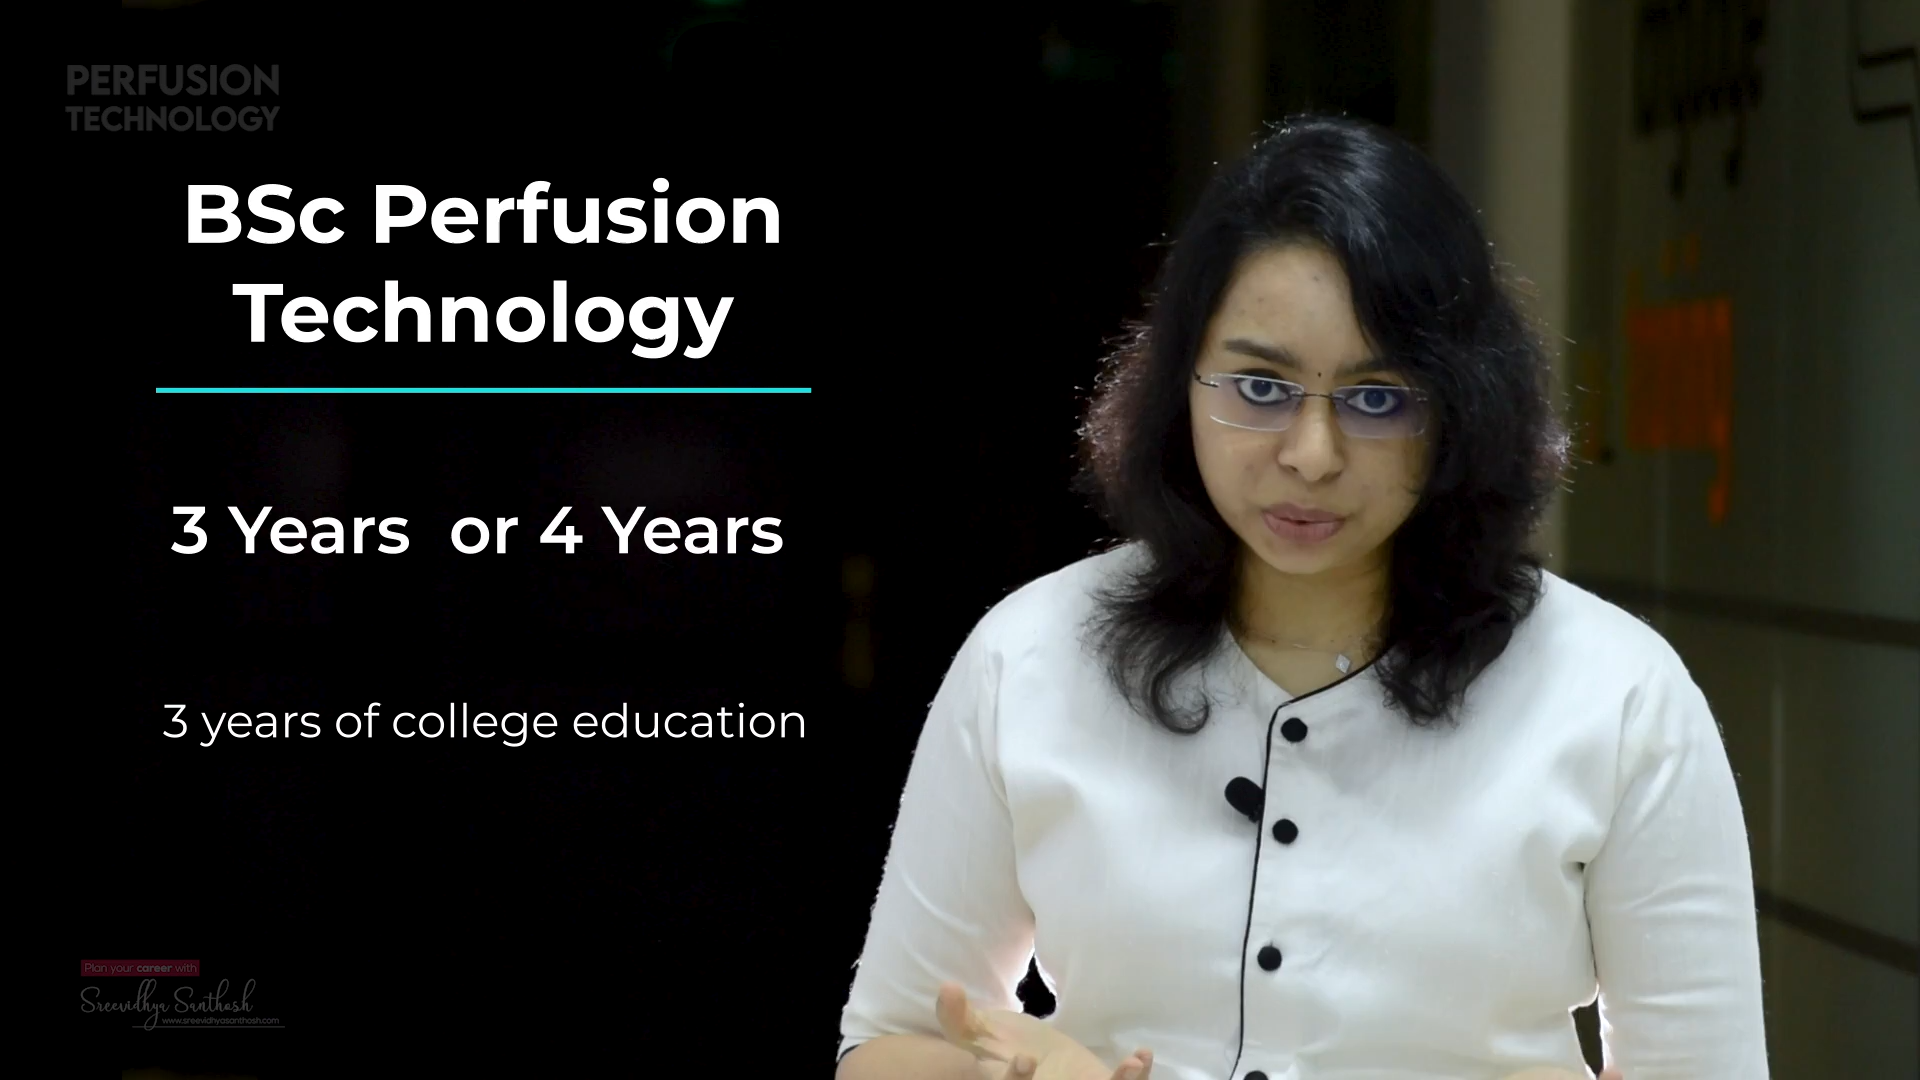 PERFUSION
TECHNOLOGY
BSc Perfusion
Technology
3 Years or 4 Years
3 years of college education
Plan your career with
Sreevidhya Santhosh
www.sreevidhyasanthosh.com